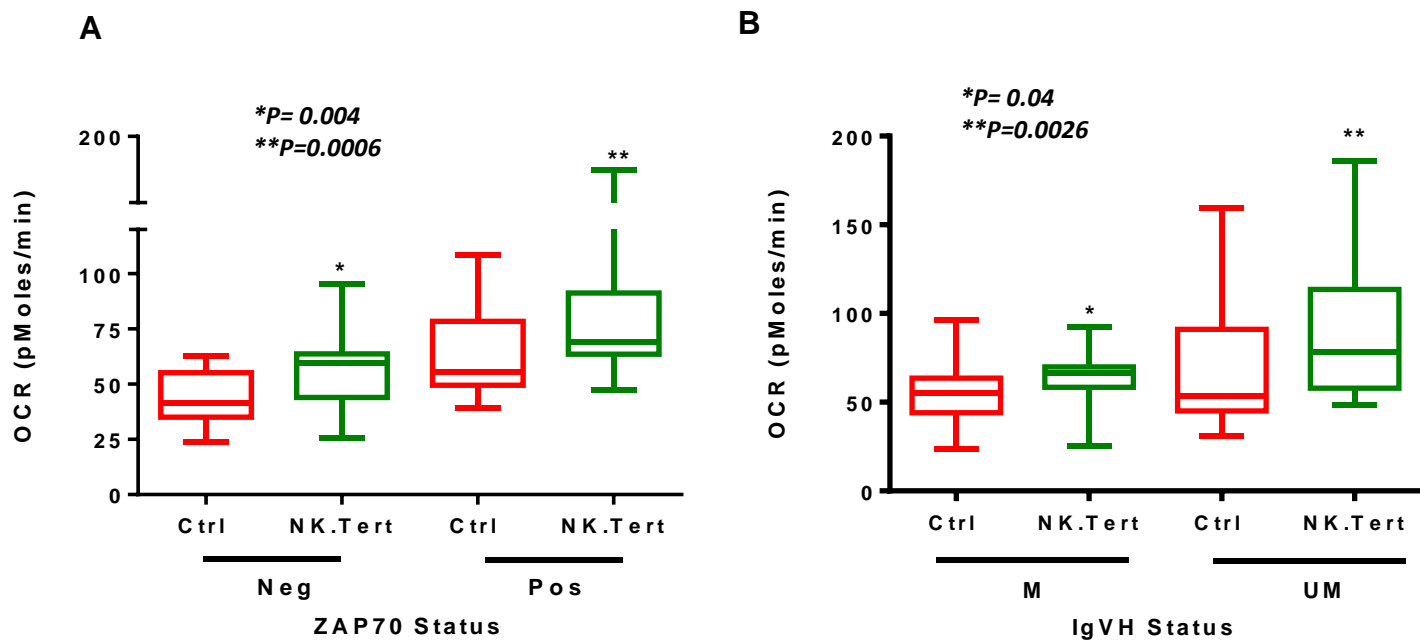 A
*P= 0.004
**P=0.0006
200
100
75
50
25
0
OCR (pMoles/min)
*
**
Ctrl NK.Tert Ctrl NK.Tert
Neg Pos
ZAP70 Status
B
*P= 0.04
**P=0.0026
200
150
100
50
0
OCR (pMoles/min)
*
**
Ctrl NK.Tert Ctrl NK.Tert
M UM
IgVH Status